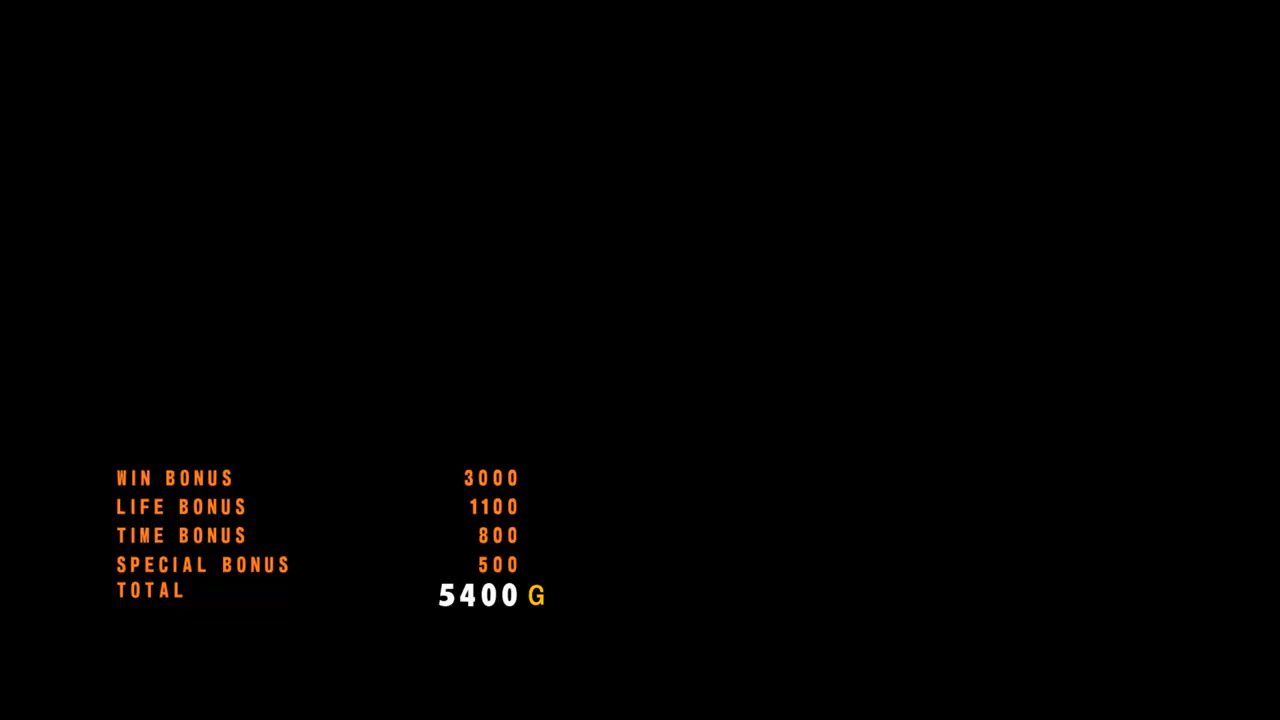 WIN BONUS 3000
LIFE BONUS 1100
TIME BONUS 800
SPECIAL BONUS 500
TOTAL 5400 G